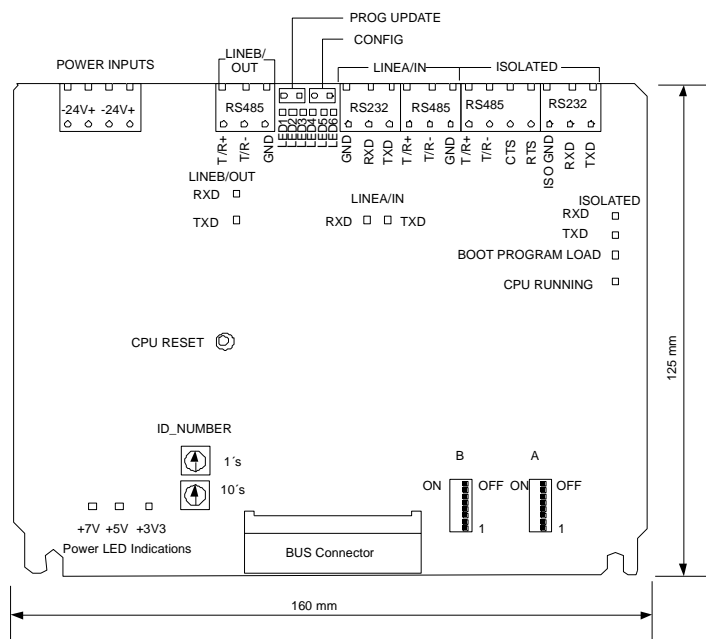 PROG UPDATE
CONFIG
POWER INPUTS
LINEB/
OUT
LINEA/IN
ISOLATED
-24V+ -24V+
RS485
RS232
RS485
RS485
RS232
T/R+
T/R-
GND
LED1
LED2
LED3
LED4
LED5
LED6
GND
RXD
TXD
T/R+
T/R-
GND
T/R+
T/R-
CTS
RTS
ISO GND
RXD
TXD
LINEB/OUT
RXD
TXD
LINEA/IN
RXD TXD
ISOLATED
RXD
TXD
BOOT PROGRAM LOAD
CPU RUNNING
CPU RESET
125 mm
ID_NUMBER
1´s
10´s
B
A
ON OFF
ON OFF
1
1
+7V +5V +3V3
Power LED Indications
BUS Connector
160 mm